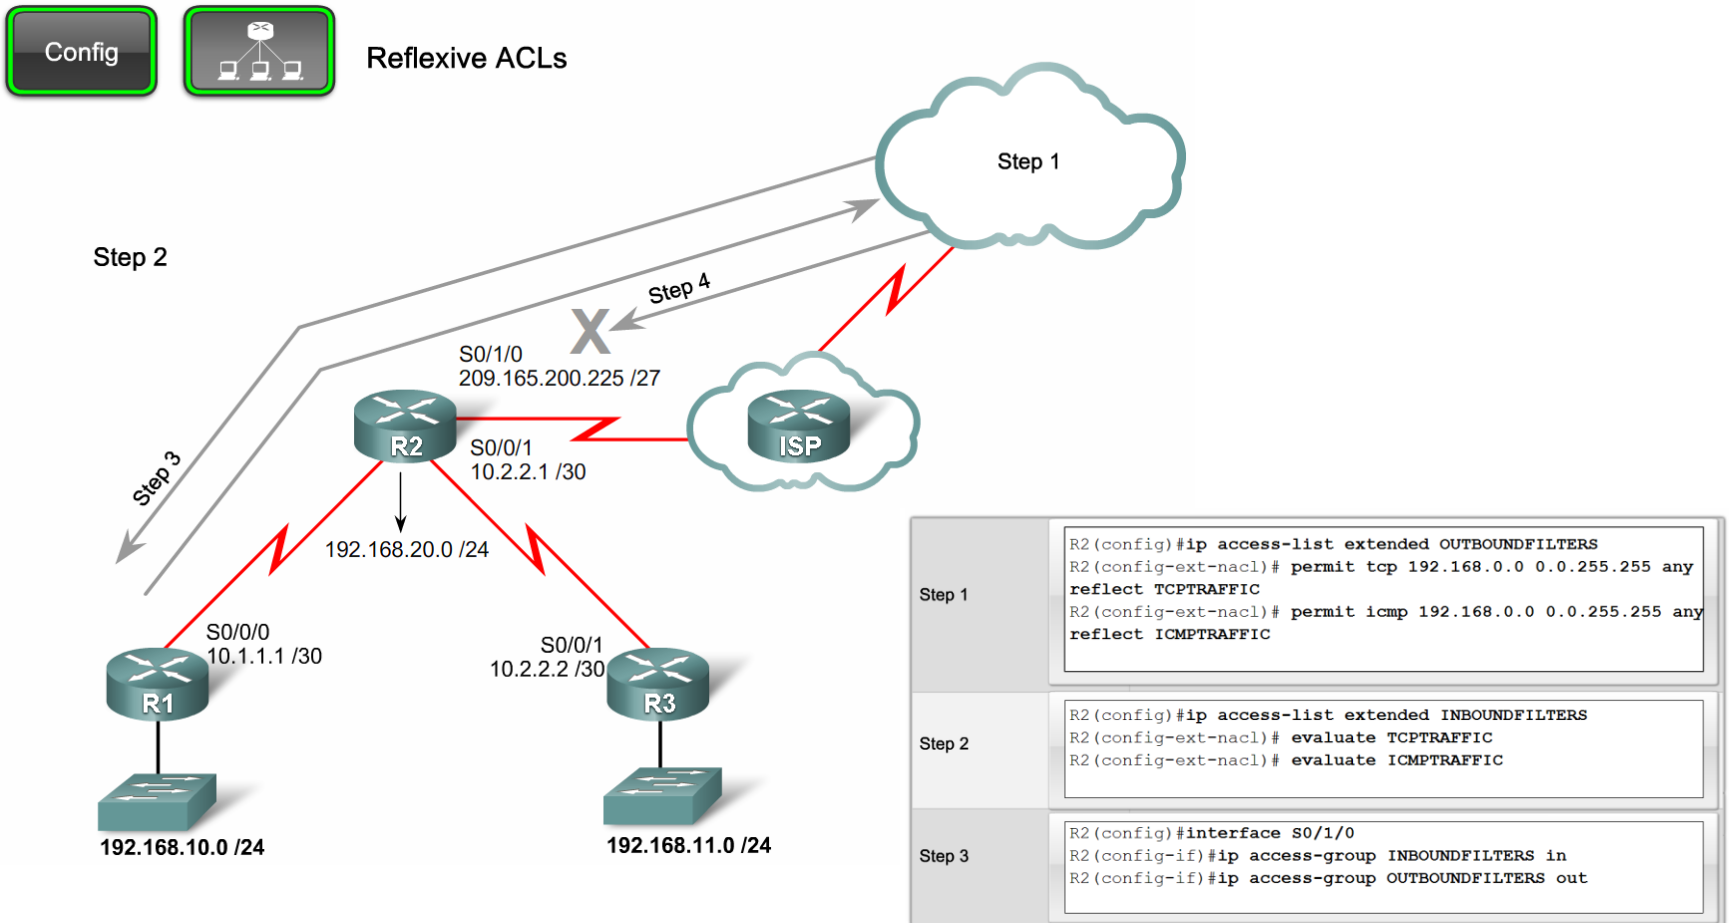 Config
Reflexive ACLs
Step 1
Step 2
Step 4
X
S0/1/0
209.165.200.225 /27
R2
ISP
S0/0/1
10.2.2.1 /30
Step 3
192.168.20.0 /24
S0/0/0
10.1.1.1 /30
S0/0/1
10.2.2.2 /30
R1
R3
192.168.10.0 /24
192.168.11.0 /24
Step 1
R2(config)#ip access-list extended OUTBOUNDFILTERS
R2(config-ext-nacl)# permit tcp 192.168.0.0 0.0.255.255 any
reflect TCPTRAFFIC
R2(config-ext-nacl)# permit icmp 192.168.0.0 0.0.255.255 any
reflect ICMPTRAFFIC
Step 2
R2(config)#ip access-list extended INBOUNDFILTERS
R2(config-ext-nacl)# evaluate TCPTRAFFIC
R2(config-ext-nacl)# evaluate ICMPTRAFFIC
Step 3
R2(config)#interface S0/1/0
R2(config-if)#ip access-group INBOUNDFILTERS in
R2(config-if)#ip access-group OUTBOUNDFILTERS out